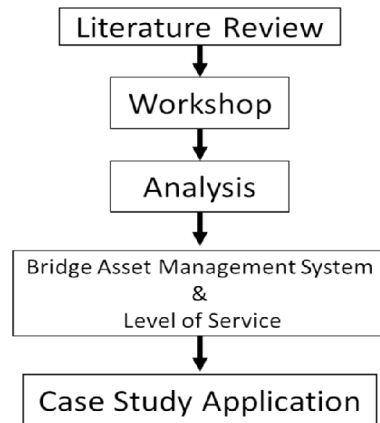 Literature Review
Workshop
Analysis
Bridge Asset Management System
&
Level of Service
Case Study Application